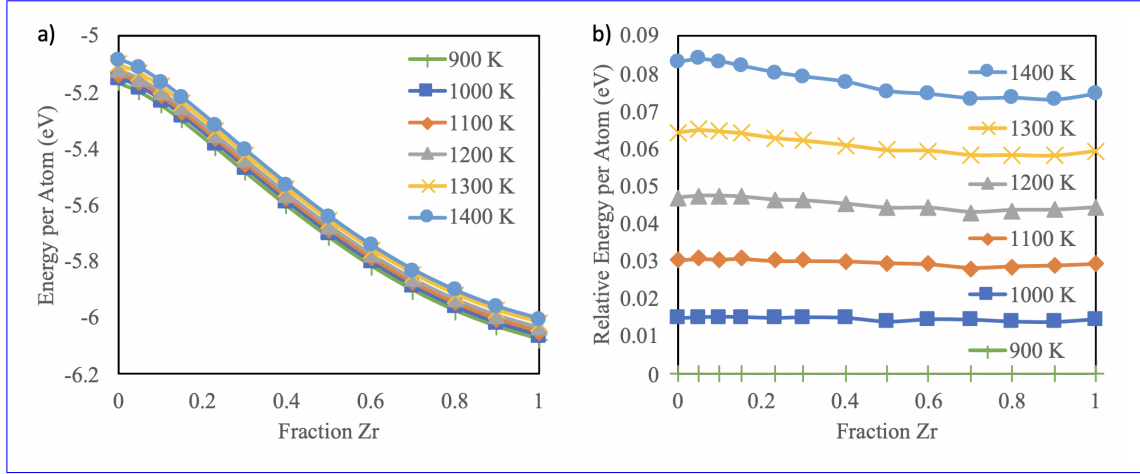 a)
-5
-5.2
-5.4
-5.6
-5.8
-6
-6.2
Energy per Atom (eV)
900 K
1000 K
1100 K
1200 K
1300 K
1400 K
0 0.2 0.4 0.6 0.8 1
Fraction Zr
b)
0.09
0.08
0.07
0.06
0.05
0.04
0.03
0.02
0.01
0
Relative Energy per Atom (eV)
1400 K
1300 K
1200 K
1100 K
1000 K
900 K
0 0.2 0.4 0.6 0.8 1
Fraction Zr